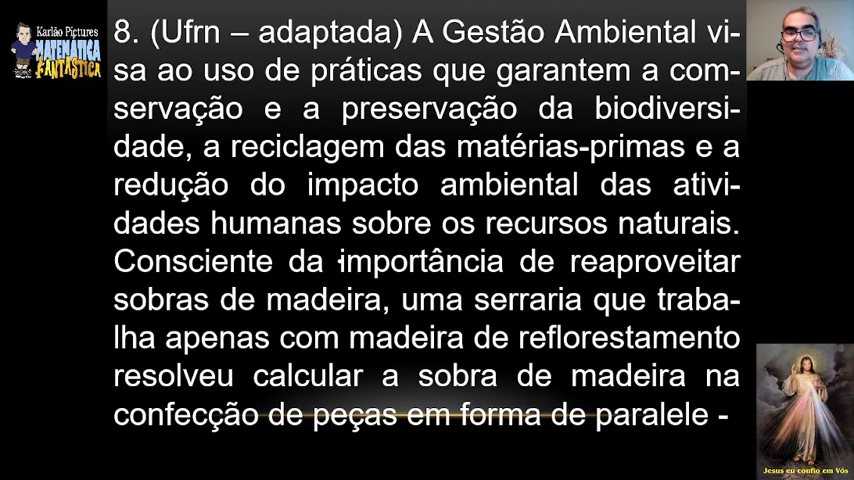 Karlão Pictures
MATEMÁTICA
FANTÁSTICA
8. (Ufrn – adaptada) A Gestão Ambiental vi-
sa ao uso de práticas que garantem a com-
servação e a preservação da biodiversi-
dade, a reciclagem das matérias-primas e a
redução do impacto ambiental das ativi-
dades humanas sobre os recursos naturais.
Consciente da importância de reaproveitar
sobras de madeira, uma serraria que traba-
lha apenas com madeira de reflorestamento
resolveu calcular a sobra de madeira na
confecção de peças em forma de paralele -
Jesus eu confio em Vós